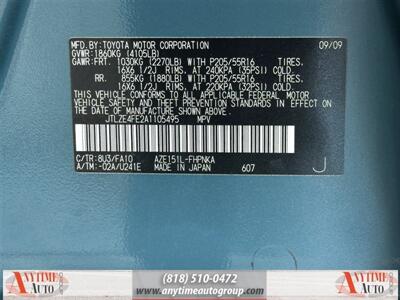 MFD.BY:TOYOTA MOTOR CORPORATION 09/09
GVWR:1860KG (4105LB)
GAWR:FRT. 1030KG (2270LB) WITH P205/55R16 TIRES,
16X6 1/2J RIMS, AT 240KPA (35PSI) COLD
RR. 855KG (1880LB) WITH P205/55R16 TIRES,
16X6 1/2J RIMS, AT 220KPA (32PSI) COLD
THIS VEHICLE CONFORMS TO ALL APPLICABLE FEDERAL
MOTOR VEHICLE SAFETY AND THEFT PREVENTION
STANDARDS IN EFFECT ON THE DATE OF
MANUFACTURE SHOWN ABOVE.
JTLZE4FE2A1105495 MPV
C/TR:8U3/FA10 AZE151L-FHPNKA
A/TM:-02A/U241E MADE IN JAPAN 607 J
ANYTIME AUTO
(818) 510-0472
www.anytimeautogroup.com
ANYTIME AUTO